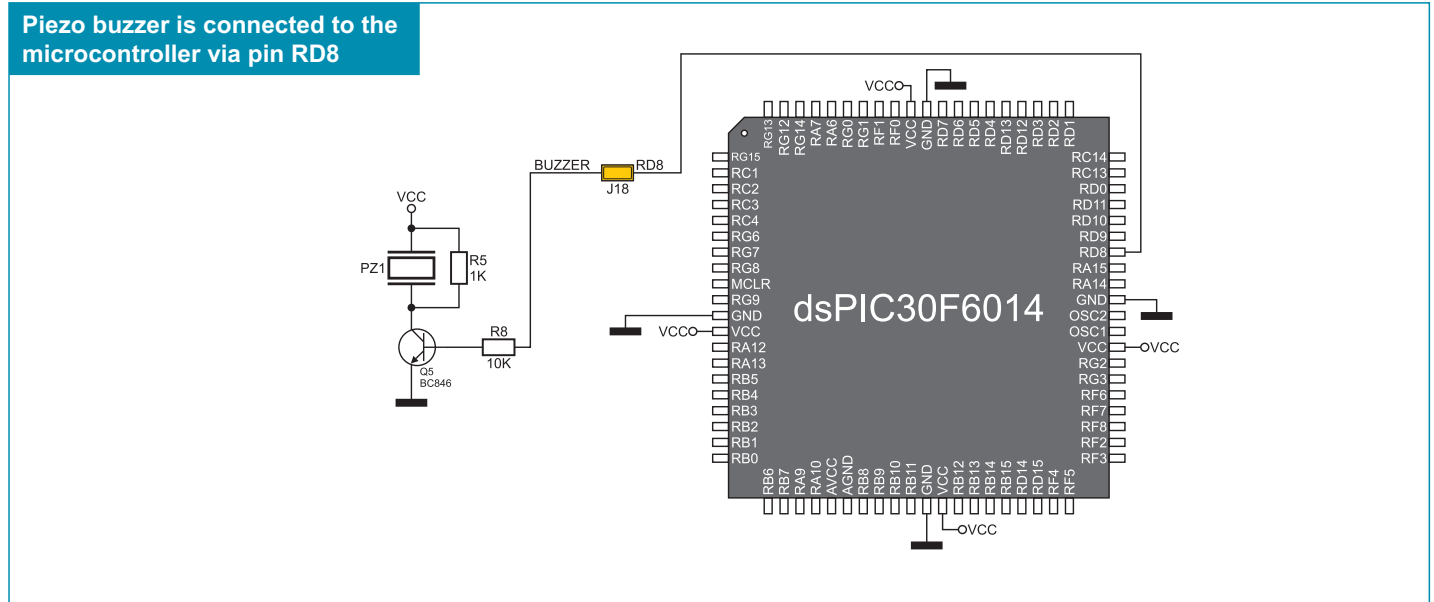 Piezo buzzer is connected to the
microcontroller via pin RD8
VCC
RG13
RG12
RG14
RA7
RA6
RG0
RG1
RF1
RF0
VCC
GND
RD7
RD6
RD5
RD4
RD13
RD12
RD3
RD2
RD1
BUZZER
RD8
J18
VCC
PZ1
R5
1K
R8
10K
Q5
BC846
RG15
RC1
RC2
RC3
RC4
RG6
RG7
RG8
MCLR
RG9
GND
VCC
VCC
RA12
RA13
RB5
RB4
RB3
RB2
RB1
RB0
dsPIC30F6014
RC14
RC13
RD0
RD11
RD10
RD9
RD8
RA15
RA14
GND
OSC2
OSC1
VCC
VCC
RG2
RG3
RF6
RF7
RF8
RF2
RF3
RB6
RB7
RA9
RA10
AVCC
AGND
RB8
RB9
RB10
RB11
GND
VCC
RB12
RB13
RB14
RB15
RD14
RD15
RF4
RF5
VCC